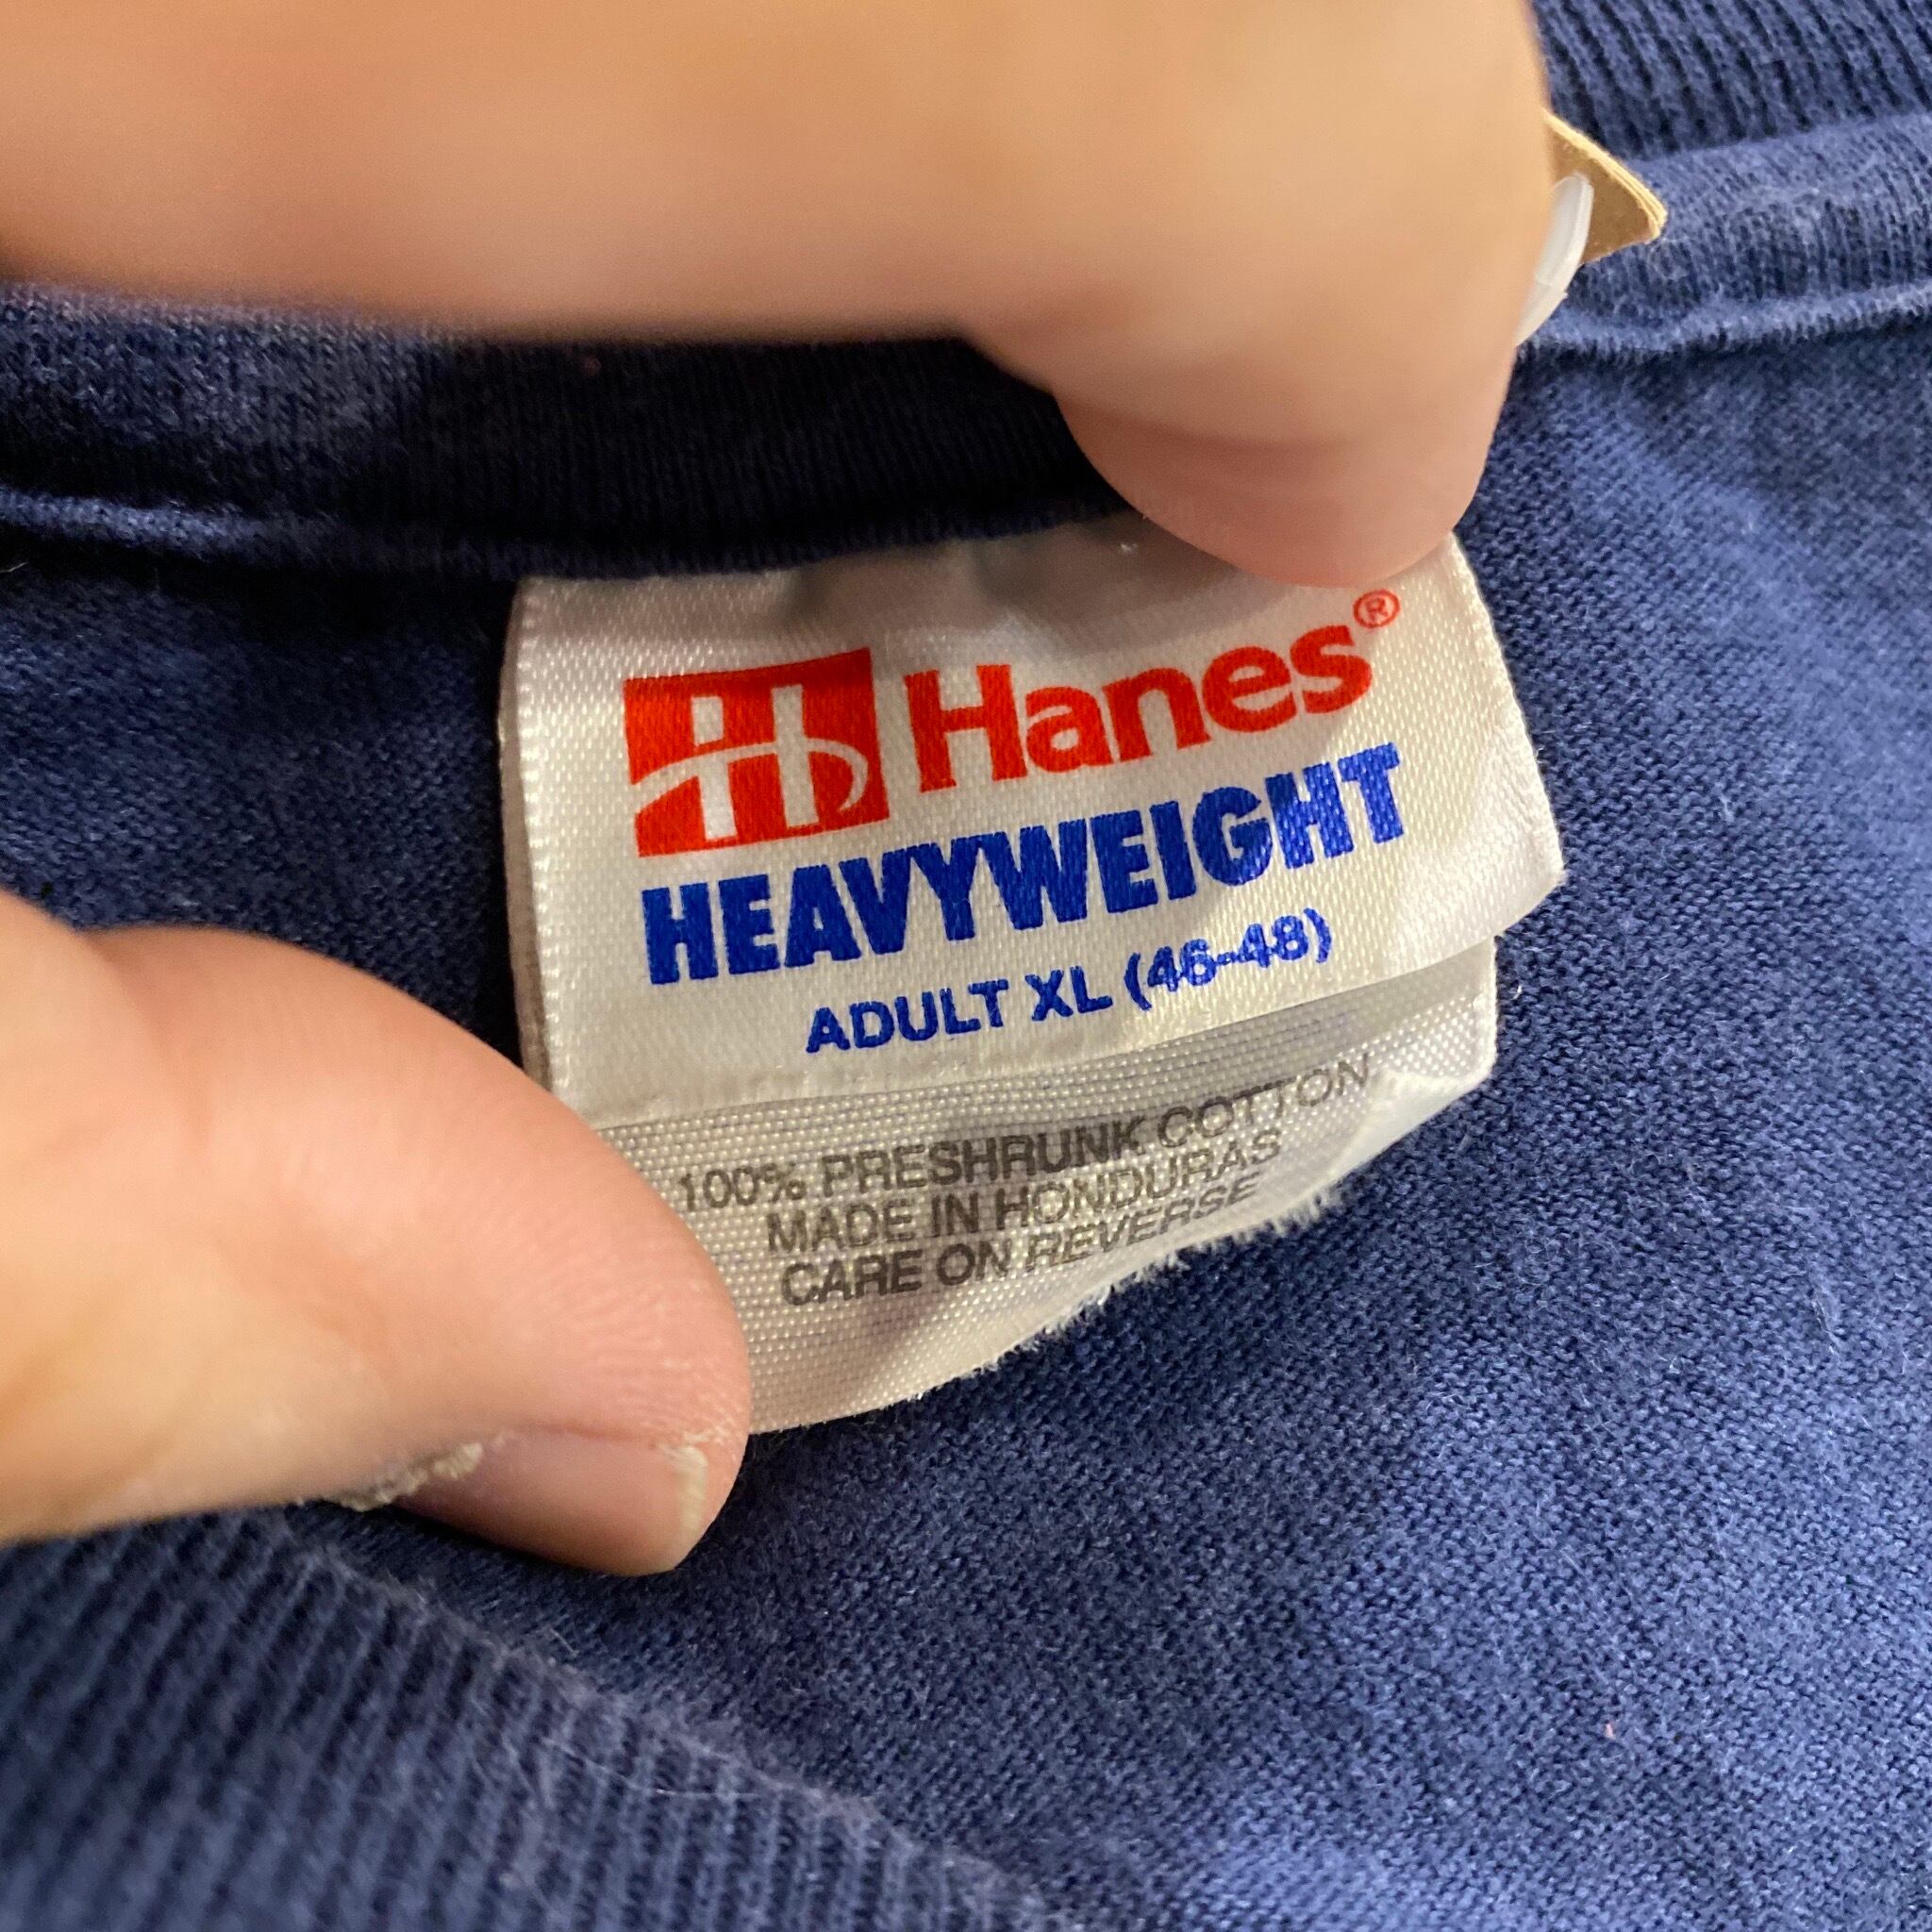 Hanes®
HEAVYWEIGHT
ADULT XL (46-48)
100% PRESHRUNK COTTON
MADE IN HONDURAS
CARE ON REVERSE